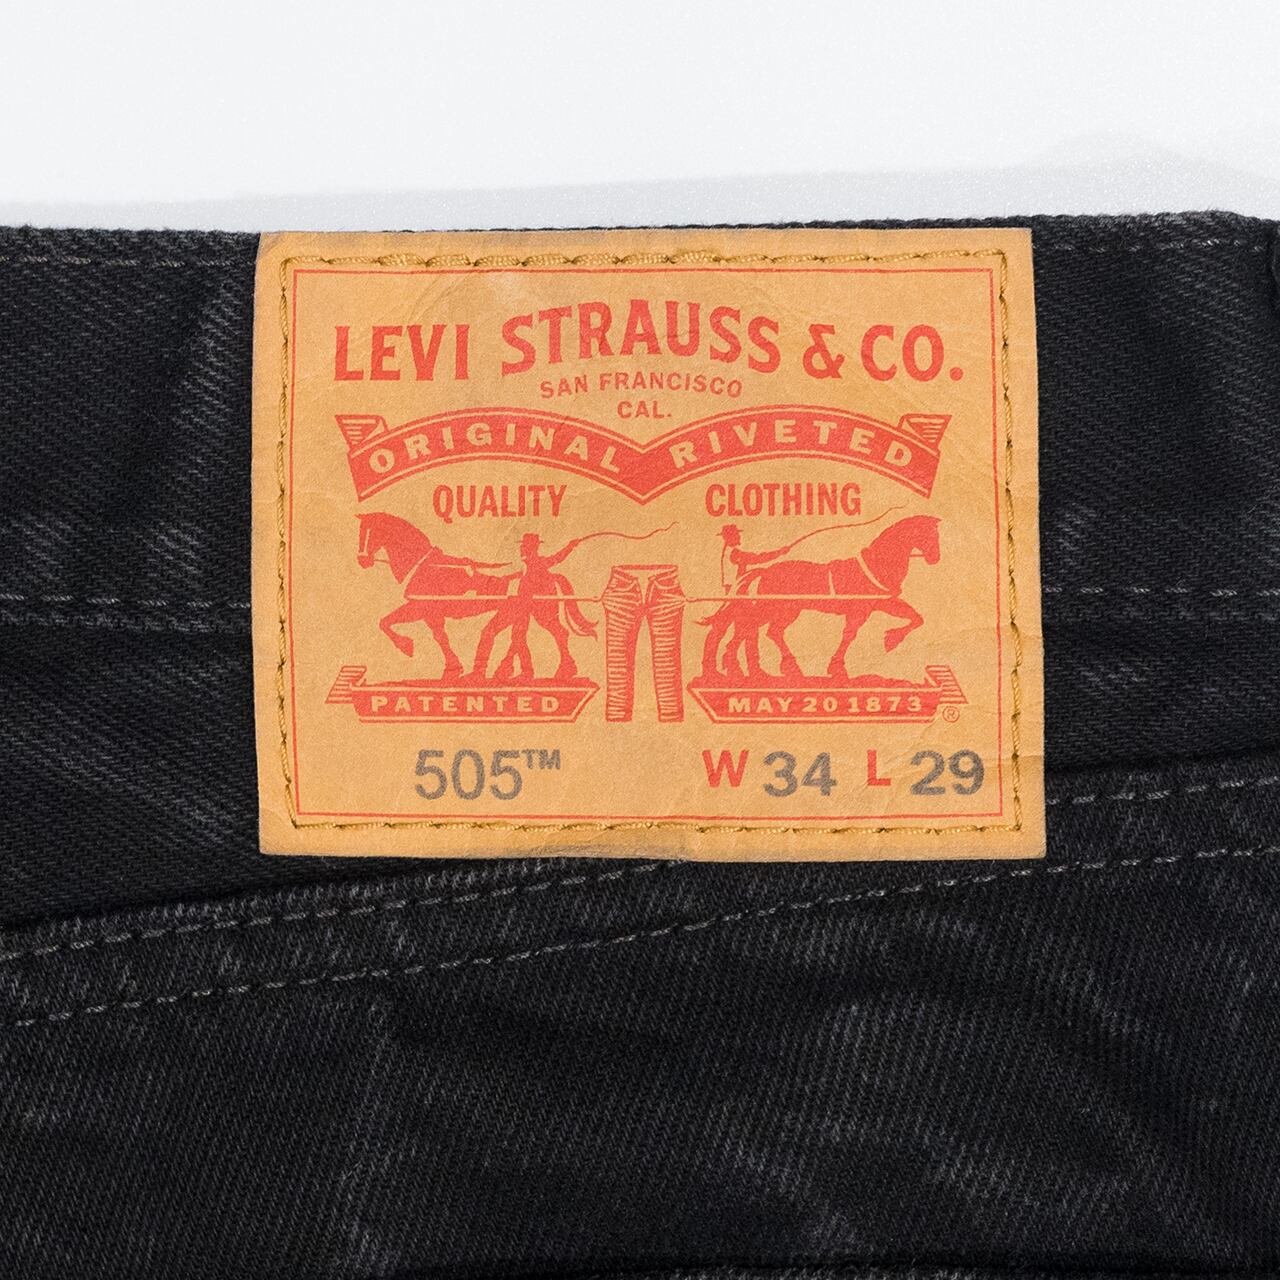 LEVI STRAUSS & CO.
SAN FRANCISCO
CAL.
ORIGINAL RIVETED
QUALITY CLOTHING
PATENTED MAY 20 1873 ®
505™ W 34 L 29